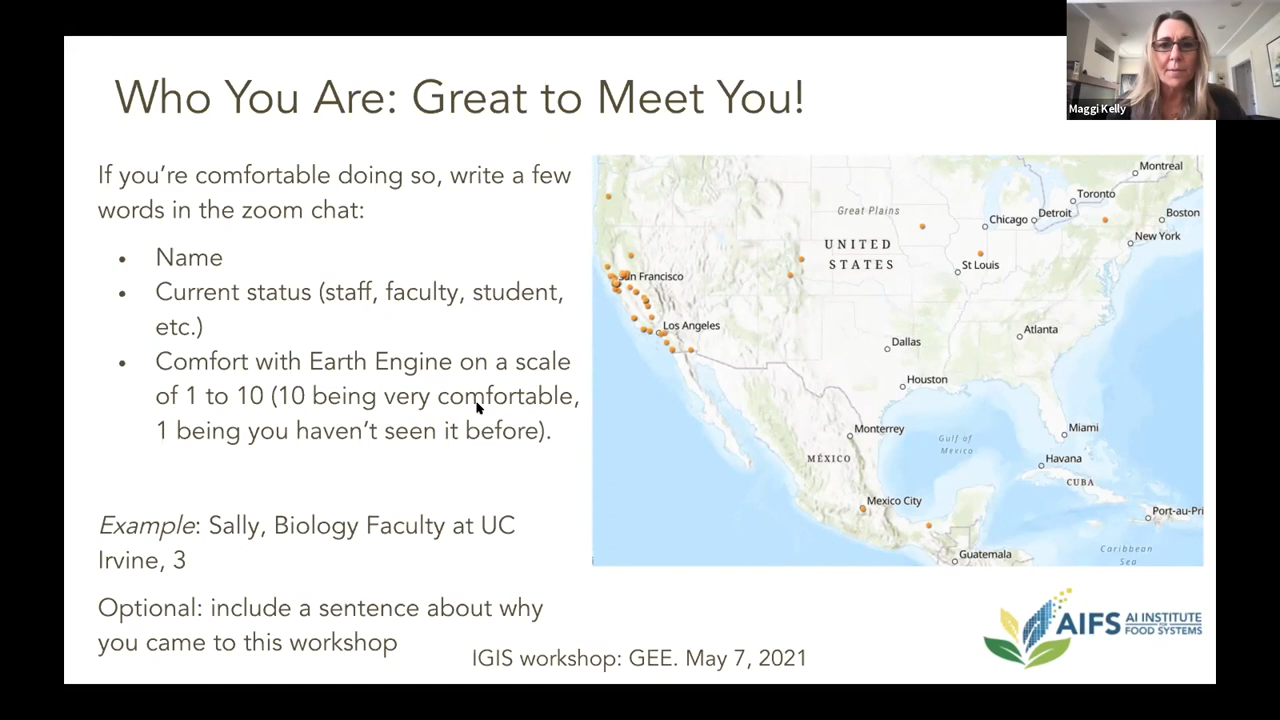 Who You Are: Great to Meet You!
Maggi Kelly
If you're comfortable doing so, write a few
words in the zoom chat:
• Name
• Current status (staff, faculty, student,
etc.)
• Comfort with Earth Engine on a scale
of 1 to 10 (10 being very comfortable,
1 being you haven't seen it before).
Example: Sally, Biology Faculty at UC
Irvine, 3
Optional: include a sentence about why
you came to this workshop
Montreal
Toronto
Great Plains
Chicago
Detroit
Boston
New York
UNITED
STATES
St Louis
San Francisco
Los Angeles
Atlanta
Dallas
Houston
Miami
Monterrey
Gulf of
Mexico
Havana
MÉXICO
CUBA
Mexico City
Port-au-Pri
Guatemala
Caribbean
Sea
AIFS AI INSTITUTE
FOR
FOOD SYSTEMS
IGIS workshop: GEE. May 7, 2021